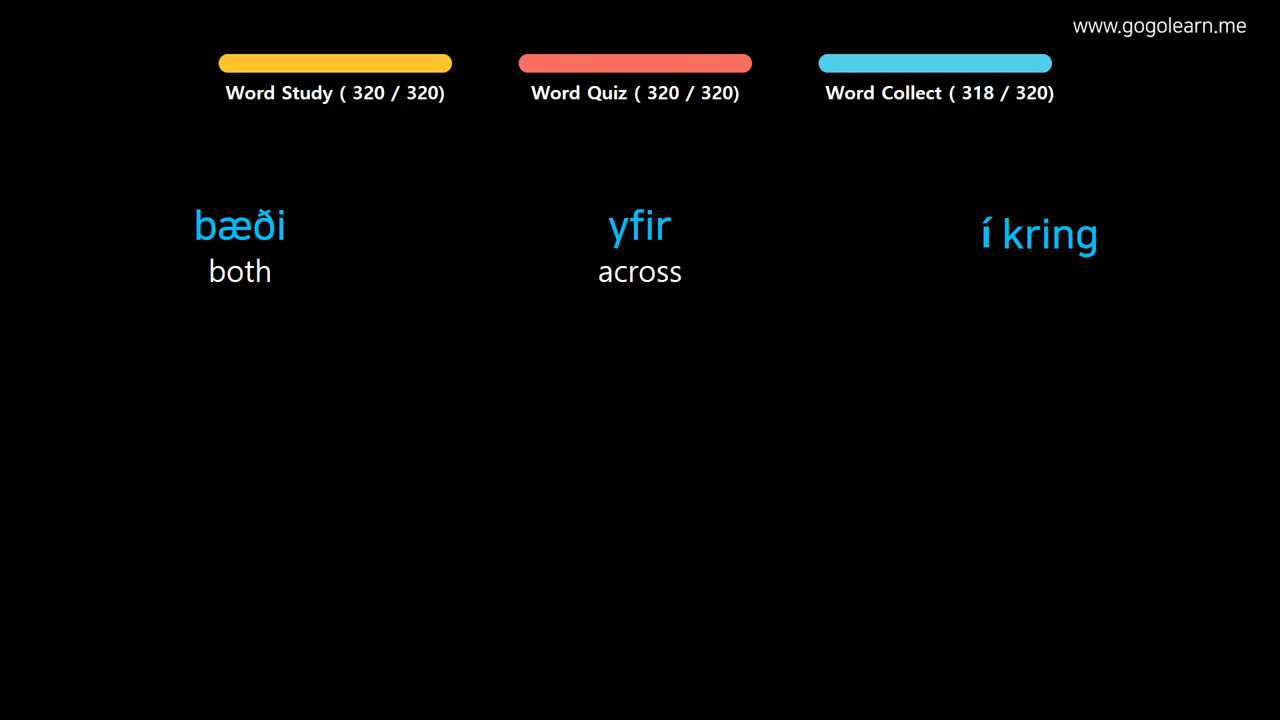 www.gogolearn.me
Word Study ( 320 / 320)
Word Quiz ( 320 / 320)
Word Collect ( 318 / 320)
bæði
both
yfir
across
í kring